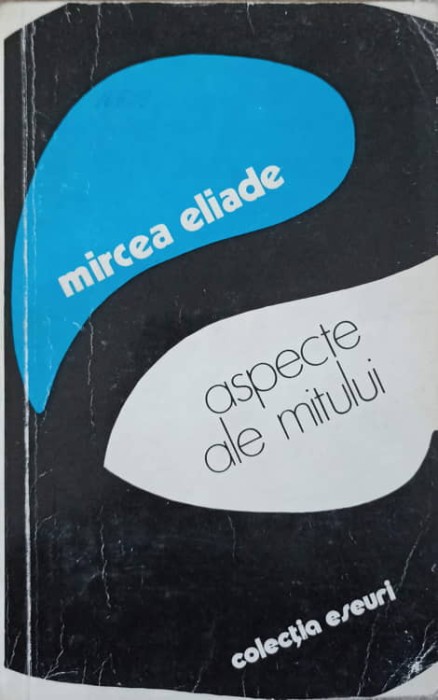 mircea eliade
aspecte
ale mitului
colecția eseuri